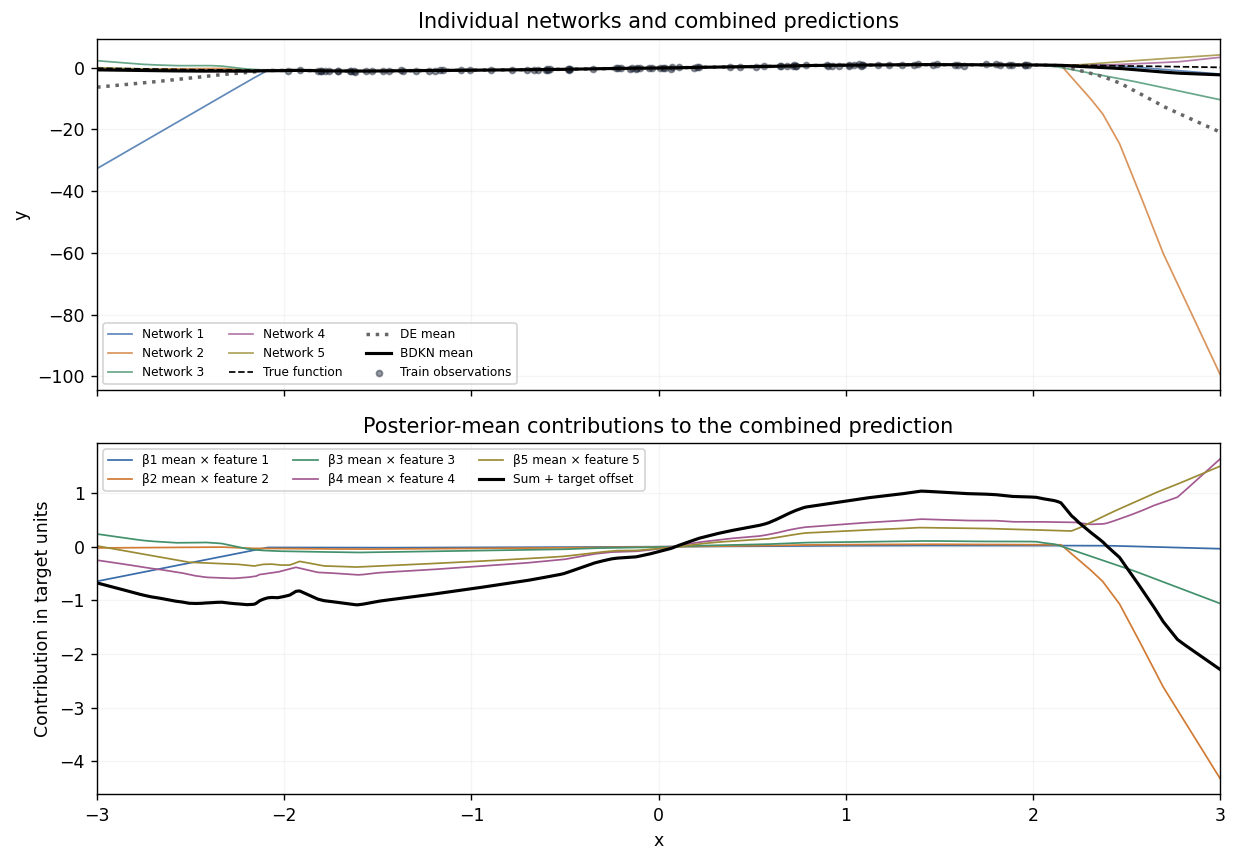 Individual networks and combined predictions
0
−20
−40
−60
−80
−100
y
Network 1
Network 2
Network 3
Network 4
Network 5
True function
DE mean
BDKN mean
Train observations
Posterior-mean contributions to the combined prediction
1
0
−1
−2
−3
−4
Contribution in target units
β1 mean × feature 1
β2 mean × feature 2
β3 mean × feature 3
β4 mean × feature 4
β5 mean × feature 5
Sum + target offset
−3
−2
−1
0
1
2
3
x